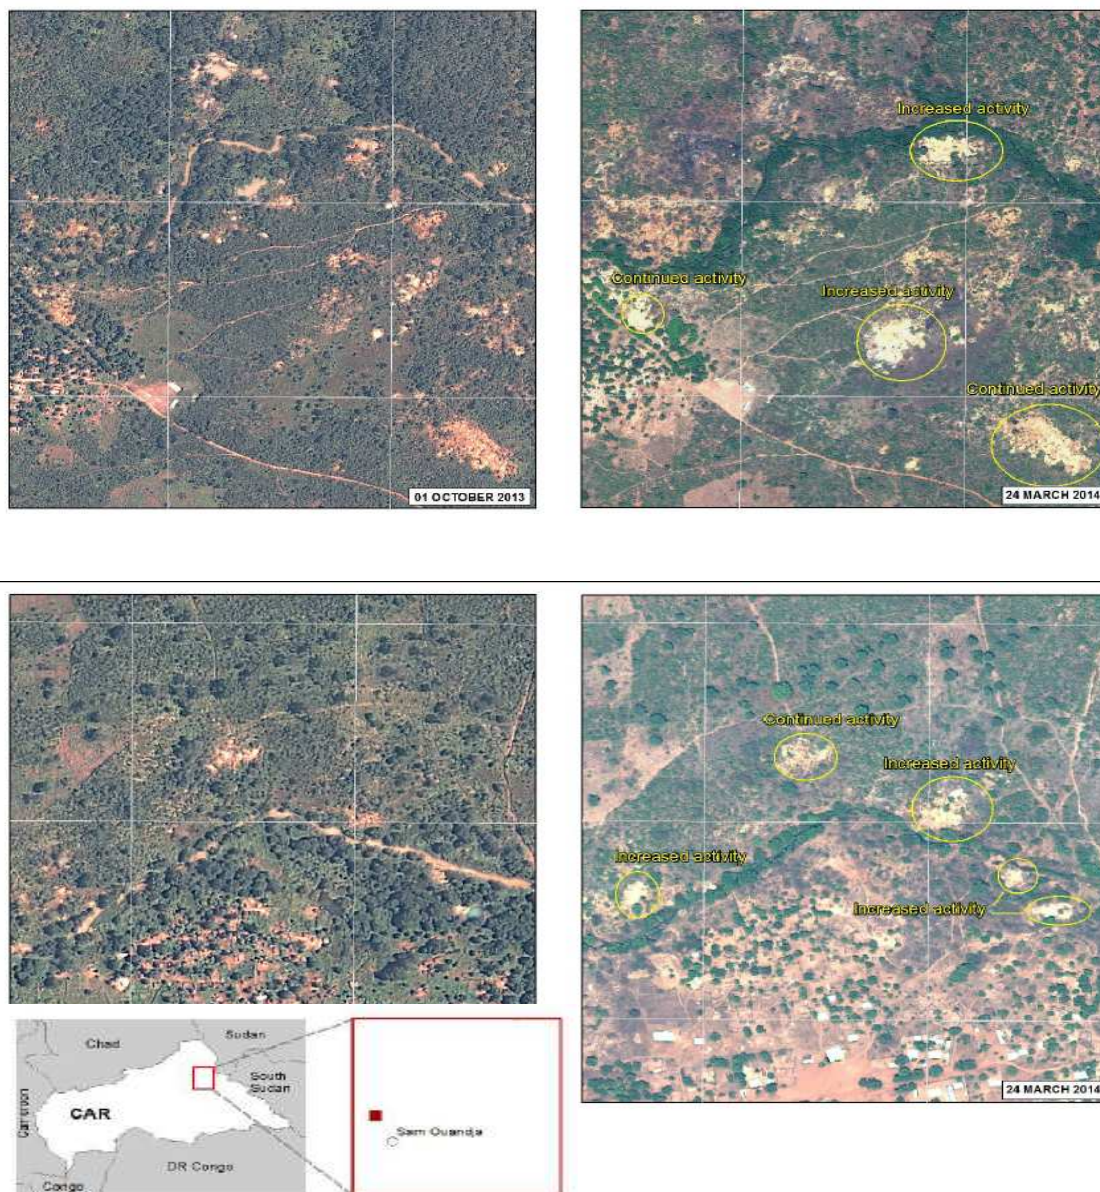 Increased activity
Continued activity
Increased activity
Continued activity
01 OCTOBER 2013
24 MARCH 2014
Continued activity
Increased activity
Increased activity
Increased activity
24 MARCH 2014
Chad
Sudan
South
Sudan
Cameroon
CAR
Sam Ouandja
DR Congo
Congo